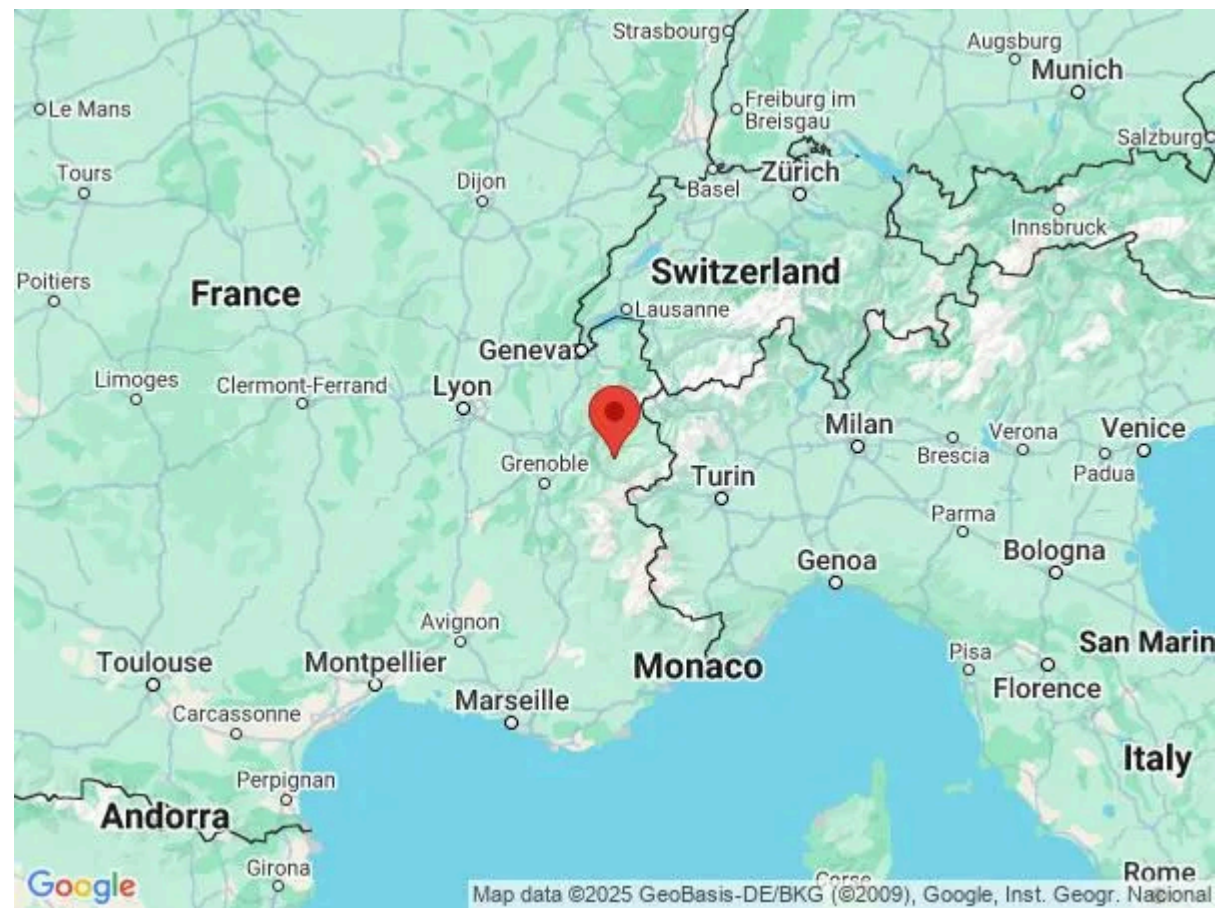 Strasbourg
Augsburg
Munich
Le Mans
Freiburg im
Breisgau
Salzburg
Tours
Dijon
Basel
Zürich
Innsbruck
Poitiers
France
Switzerland
Lausanne
Geneva
Limoges
Clermont-Ferrand
Lyon
Milan
Verona
Venice
Brescia
Padua
Grenoble
Turin
Parma
Bologna
Genoa
Avignon
San Marin
Toulouse
Montpellier
Monaco
Pisa
Florence
Marseille
Carcassonne
Italy
Perpignan
Andorra
Girona
Corse
Rome
Google
Map data ©2025 GeoBasis-DE/BKG (©2009), Google, Inst. Geogr. Nacional